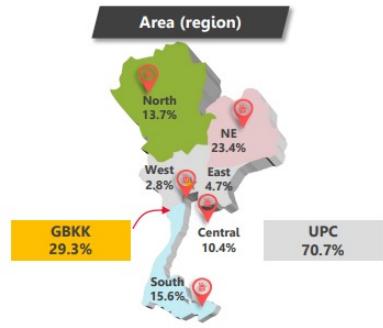 Area (region)
North
13.7%
NE
23.4%
West
2.8%
East
4.7%
GBKK
29.3%
Central
10.4%
UPC
70.7%
South
15.6%